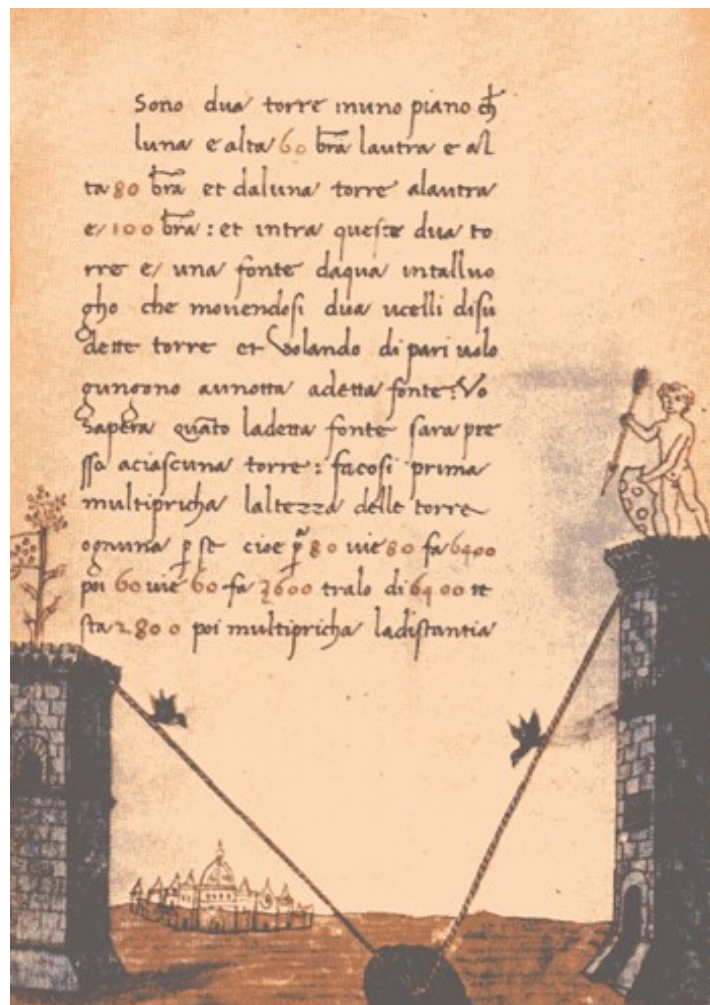 Sono dua torre inuno piano ch
luna e alta 60 bra lautra e al
ta 80 bra et daluna torre alautra
e 100 bra : et intra queste dua to
rre e una fonte daqua intalluo
gho che movendosi dua ucelli disu
dette torre et volando di pari volo
gungono aunotta adetta fonte : Vo
sapera quato ladetta fonte sara pre
sso aciascuna torre : facosi prima
multipricha laltezza delle torre
ognuna p se cioe p 80 vie 80 fa 6400
poi 60 vie 60 fa 3600 tralo di 6400 re
sta 2800 poi multipricha ladistantia